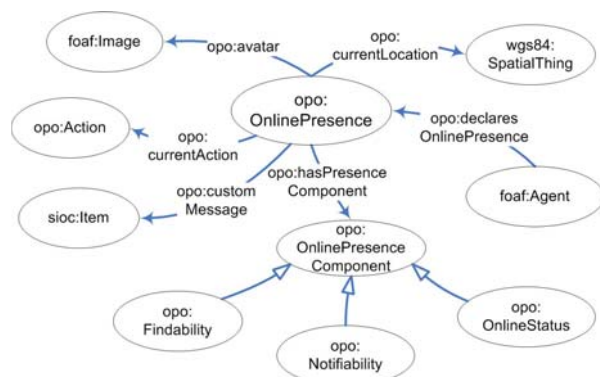 foaf:Image
opo:avatar
opo:
currentLocation
wgs84:
SpatialThing
opo:
OnlinePresence
opo:Action
opo:
currentAction
opo:declares
OnlinePresence
opo:hasPresence
Component
opo:custom
Message
sioc:Item
foaf:Agent
opo:
OnlinePresence
Component
opo:
Findability
opo:
Notifiability
opo:
OnlineStatus